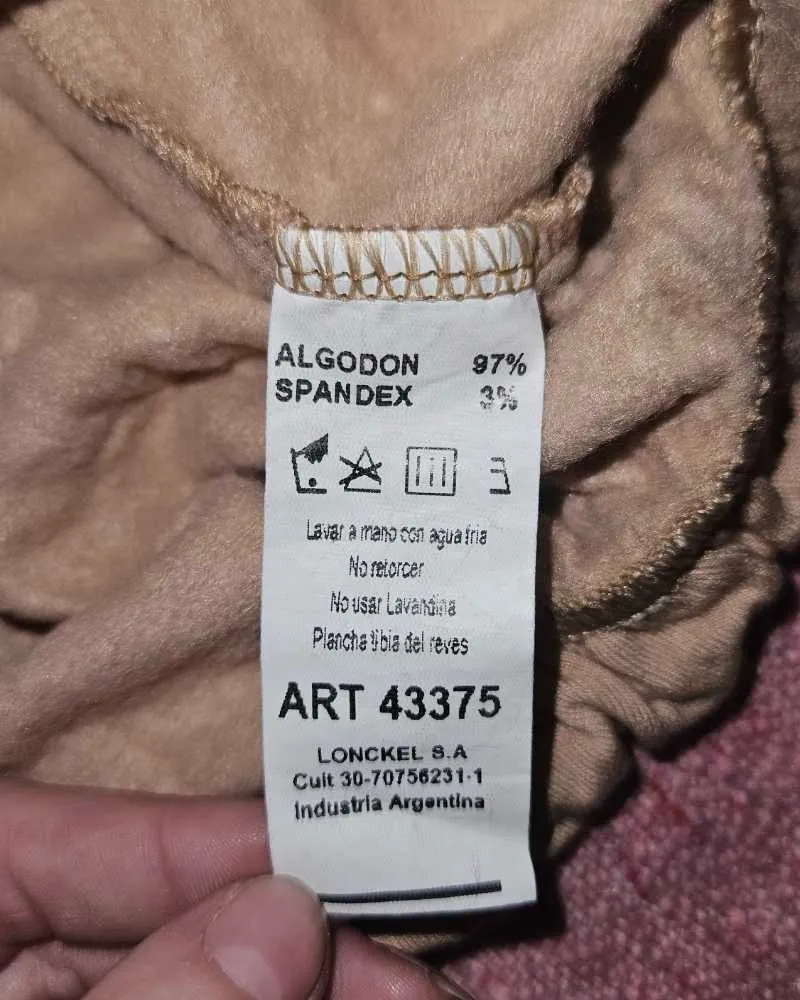 ALGODON 97%
SPANDEX 3%
Lavar a mano con agua fria
No retorcer
No usar Lavandina
Plancha tibia del reves
ART 43375
LONCKEL S.A
Cuit 30-70756231-1
Industria Argentina